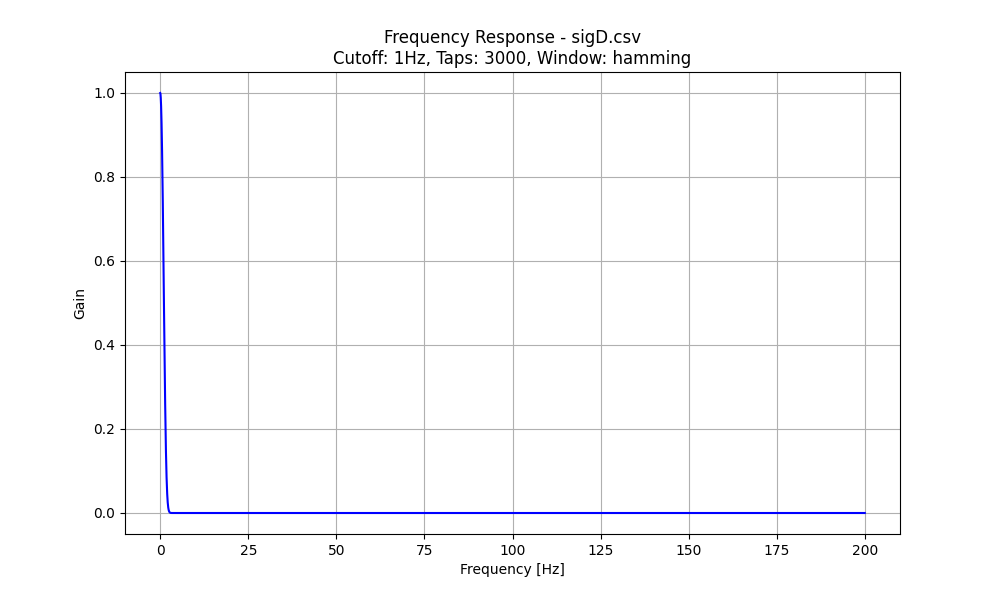 Frequency Response - sigD.csv
Cutoff: 1Hz, Taps: 3000, Window: hamming
1.0
0.8
0.6
0.4
0.2
0.0
Gain
0 25 50 75 100 125 150 175 200
Frequency [Hz]